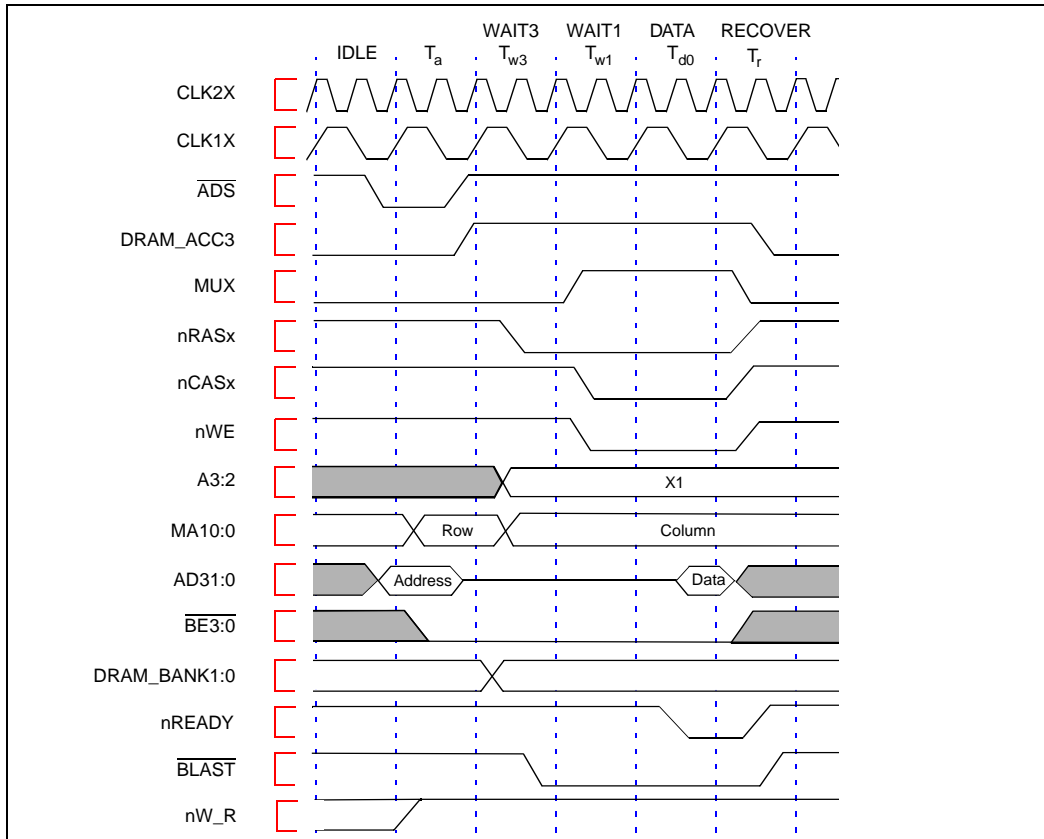 WAIT3 WAIT1 DATA RECOVER
IDLE Ta Tw3 Tw1 Td0 Tr
CLK2X
CLK1X
ADS
DRAM_ACC3
MUX
nRASx
nCASx
nWE
A3:2 X1
MA10:0 Row Column
AD31:0 Address Data
BE3:0
DRAM_BANK1:0
nREADY
BLAST
nW_R